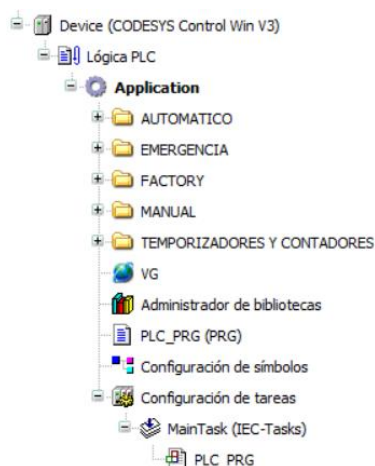 Device (CODESYS Control Win V3)
Lógica PLC
Application
AUTOMATICO
EMERGENCIA
FACTORY
MANUAL
TEMPORIZADORES Y CONTADORES
VG
Administrador de bibliotecas
PLC_PRG (PRG)
Configuración de símbolos
Configuración de tareas
MainTask (IEC-Tasks)
PLC_PRG